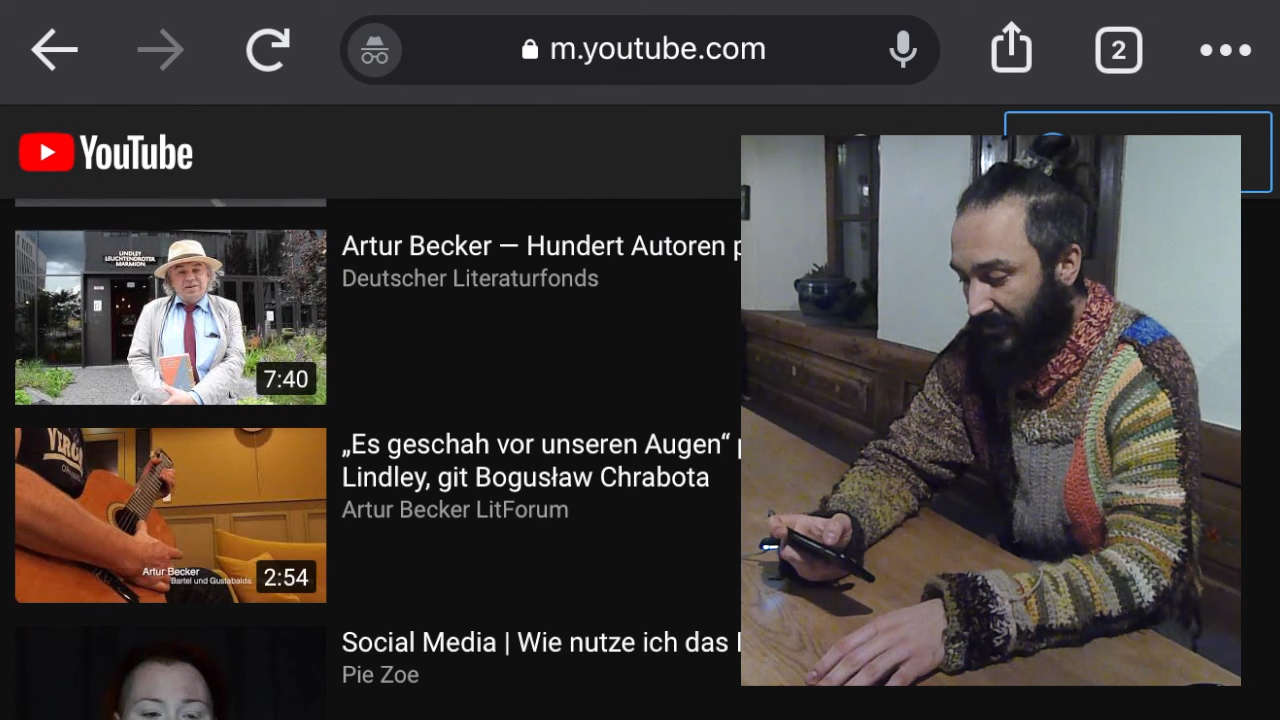 m.youtube.com
2
YouTube
Artur Becker — Hundert Autoren
Deutscher Literaturfonds
7:40
„Es geschah vor unseren Augen“
Lindley, git Bogusław Chrabota
Artur Becker LitForum
Artur Becker
Bartel und Gustabalda
2:54
Social Media | Wie nutze ich das
Pie Zoe